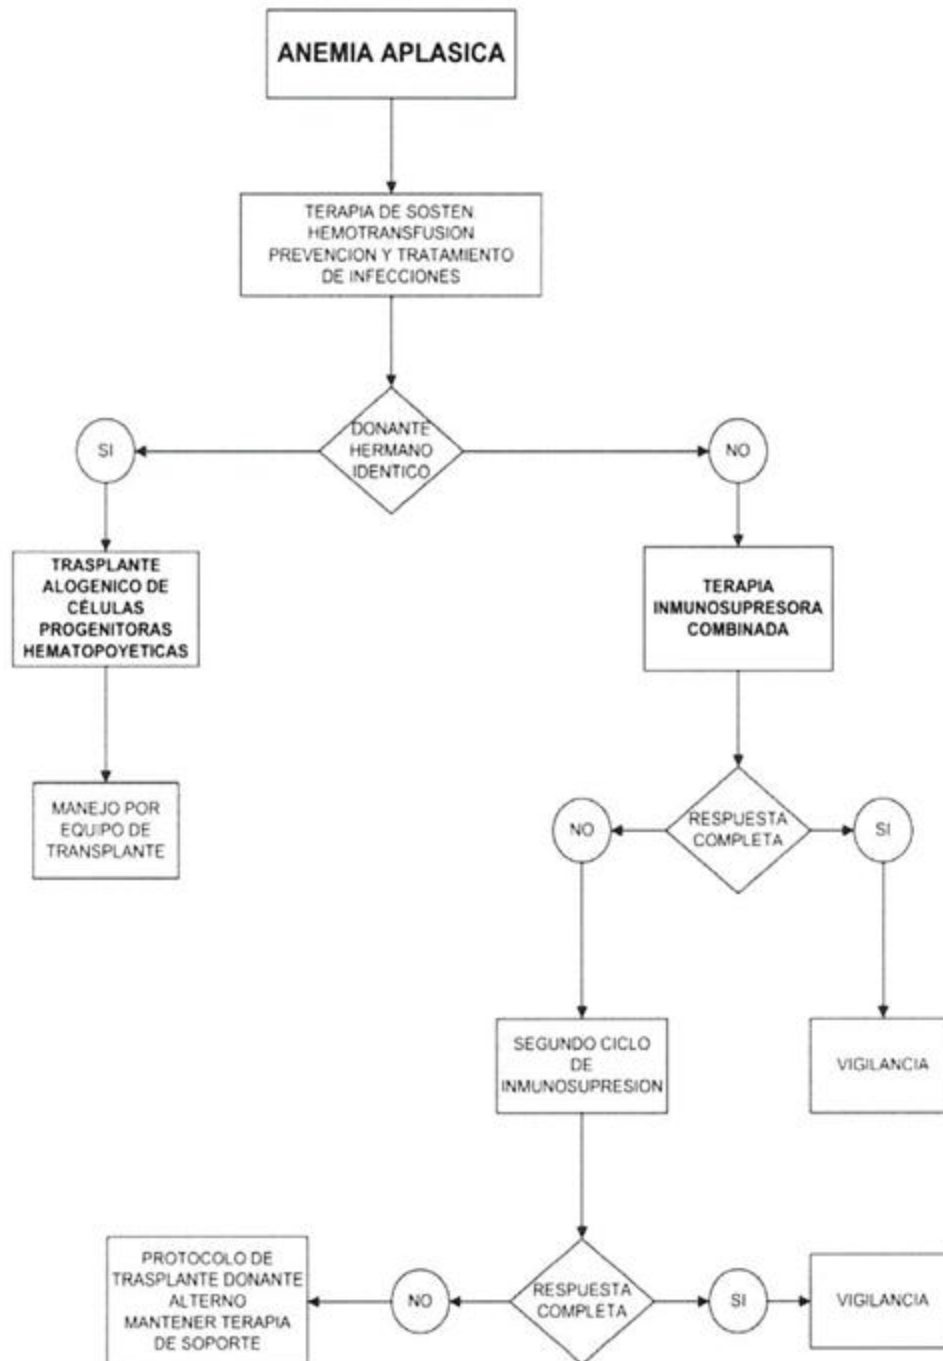 ANEMIA APLASICA
TERAPIA DE SOSTEN
HEMOTRANSFUSION
PREVENCION Y TRATAMIENTO
DE INFECCIONES
DONANTE
HERMANO
IDENTICO
SI
NO
TRASPLANTE
ALOGENICO DE
CÉLULAS
PROGENITORAS
HEMATOPOYETICAS
TERAPIA
INMUNOSUPRESORA
COMBINADA
MANEJO POR
EQUIPO DE
TRANSPLANTE
RESPUESTA
COMPLETA
NO
SI
SEGUNDO CICLO
DE
INMUNOSUPRESION
VIGILANCIA
PROTOCOLO DE
TRASPLANTE DONANTE
ALTERNO
MANTENER TERAPIA
DE SOPORTE
NO
RESPUESTA
COMPLETA
SI
VIGILANCIA